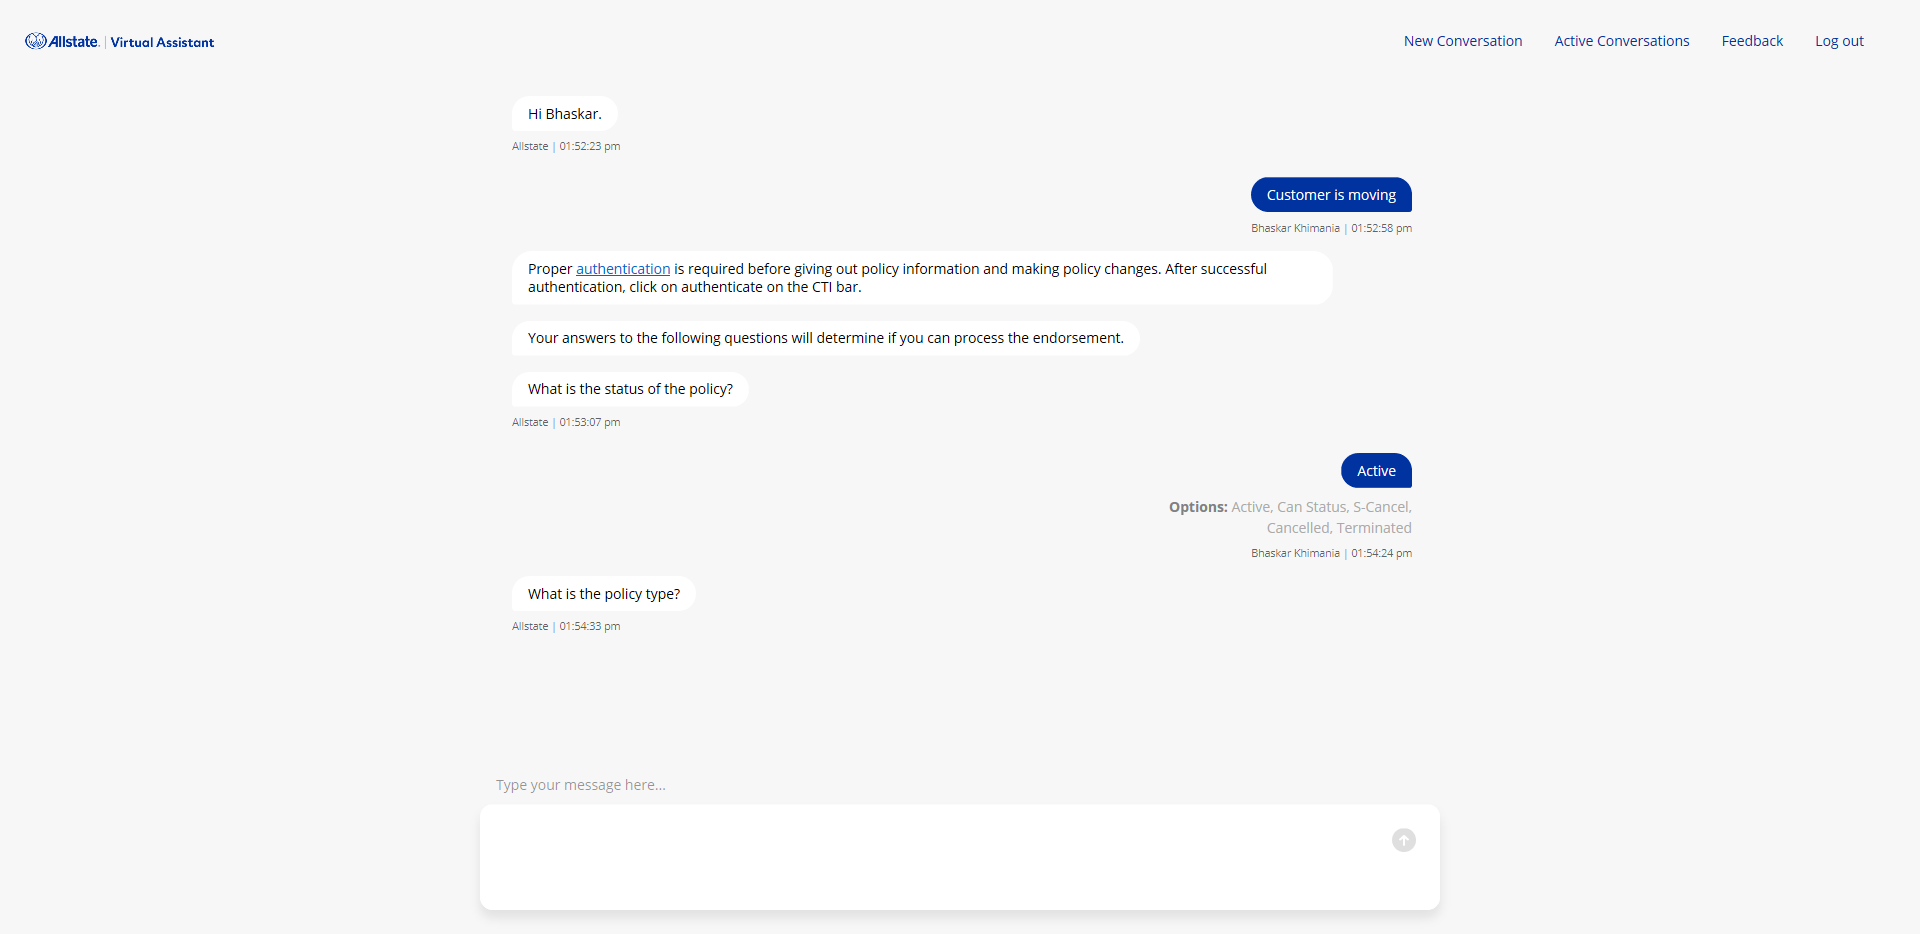 Allstate. | Virtual Assistant
New Conversation
Active Conversations
Feedback
Log out
Hi Bhaskar.
Allstate | 01:52:23 pm
Customer is moving
Bhaskar Khimania | 01:52:58 pm
Proper authentication is required before giving out policy information and making policy changes. After successful
authentication, click on authenticate on the CTI bar.
Your answers to the following questions will determine if you can process the endorsement.
What is the status of the policy?
Allstate | 01:53:07 pm
Active
Options: Active, Can Status, S-Cancel,
Cancelled, Terminated
Bhaskar Khimania | 01:54:24 pm
What is the policy type?
Allstate | 01:54:33 pm
Type your message here...